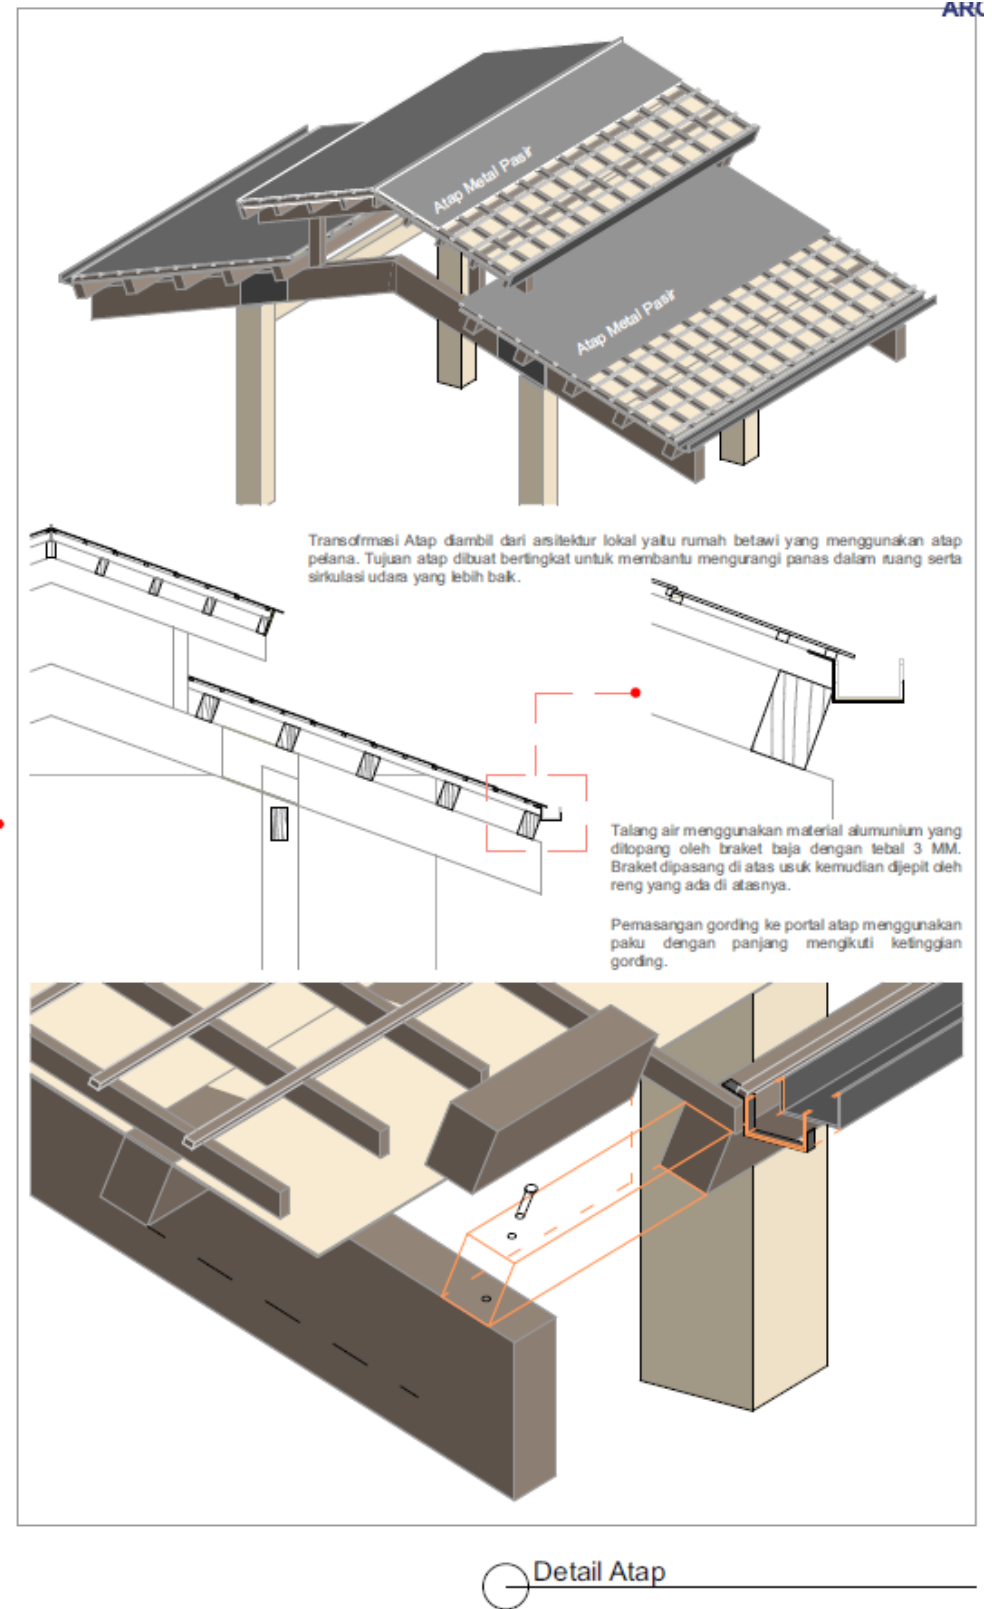 ARC
Atap Metal Pasir
Atap Metal Pasir
Transofrmasi Atap diambil dari arsitektur lokal yaitu rumah betawi yang menggunakan atap
pelana. Tujuan atap dibuat bertingkat untuk membantu mengurangi panas dalam ruang serta
sirkulasi udara yang lebih baik.
Talang air menggunakan material alumunium yang
ditopang oleh braket baja dengan tebal 3 MM.
Braket dipasang di atas usuk kemudian dijepit oleh
reng yang ada di atasnya.
Pemasangan gording ke portal atap menggunakan
paku dengan panjang mengikuti ketinggian
gording.
Detail Atap